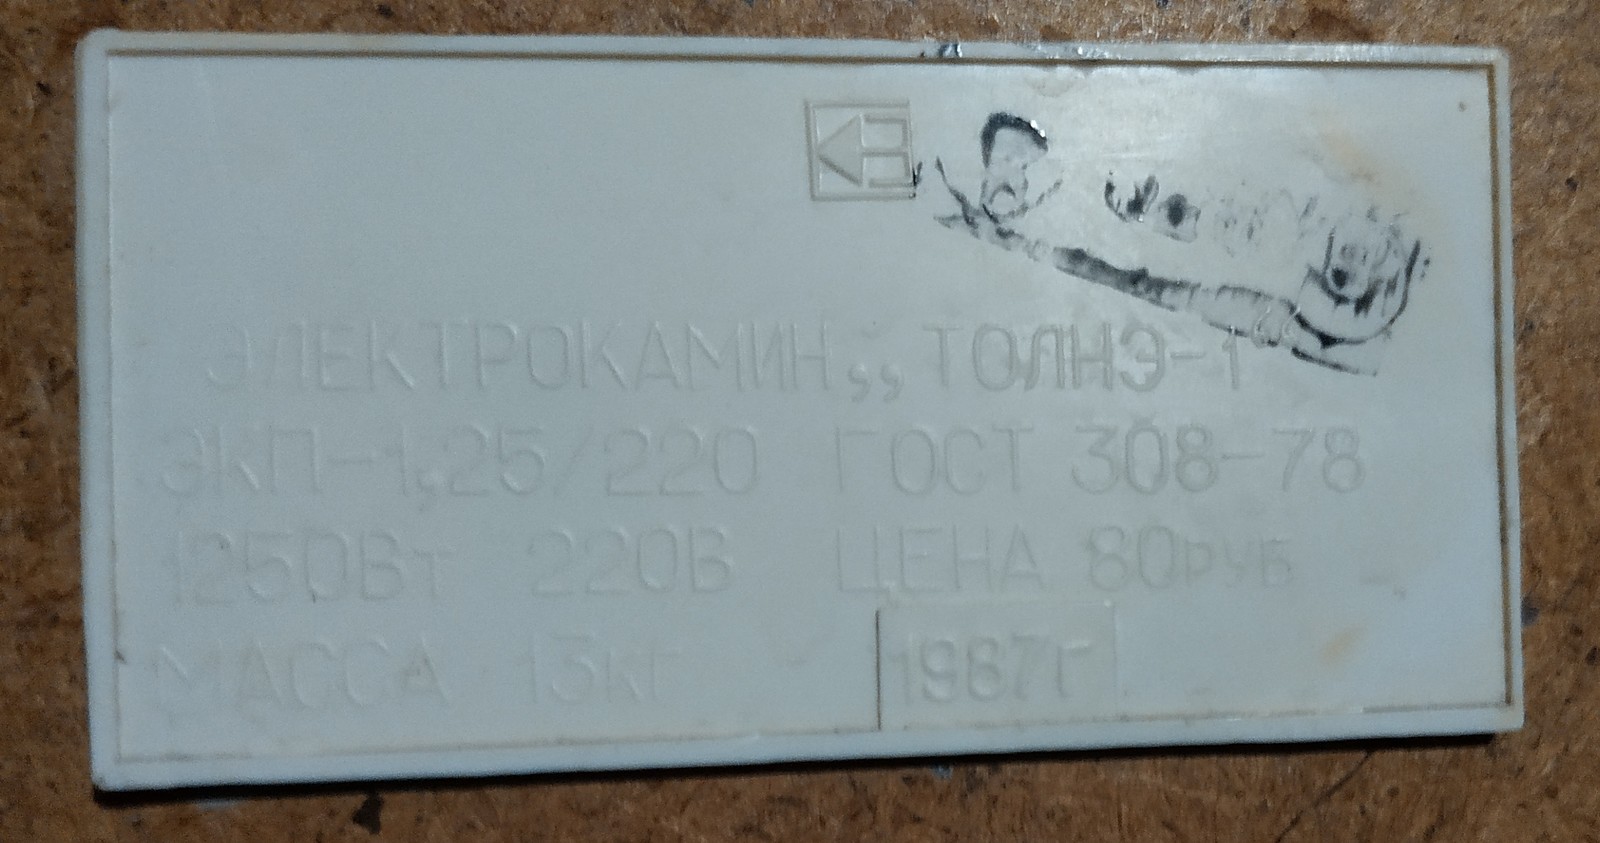 ЭЛЕКТРОКАМИН „ТОЛНЭ-1“
ЭКП-1,25/220 ГОСТ 308-78
1250Вт 220В ЦЕНА 80РУБ
МАССА 13кг 1987г